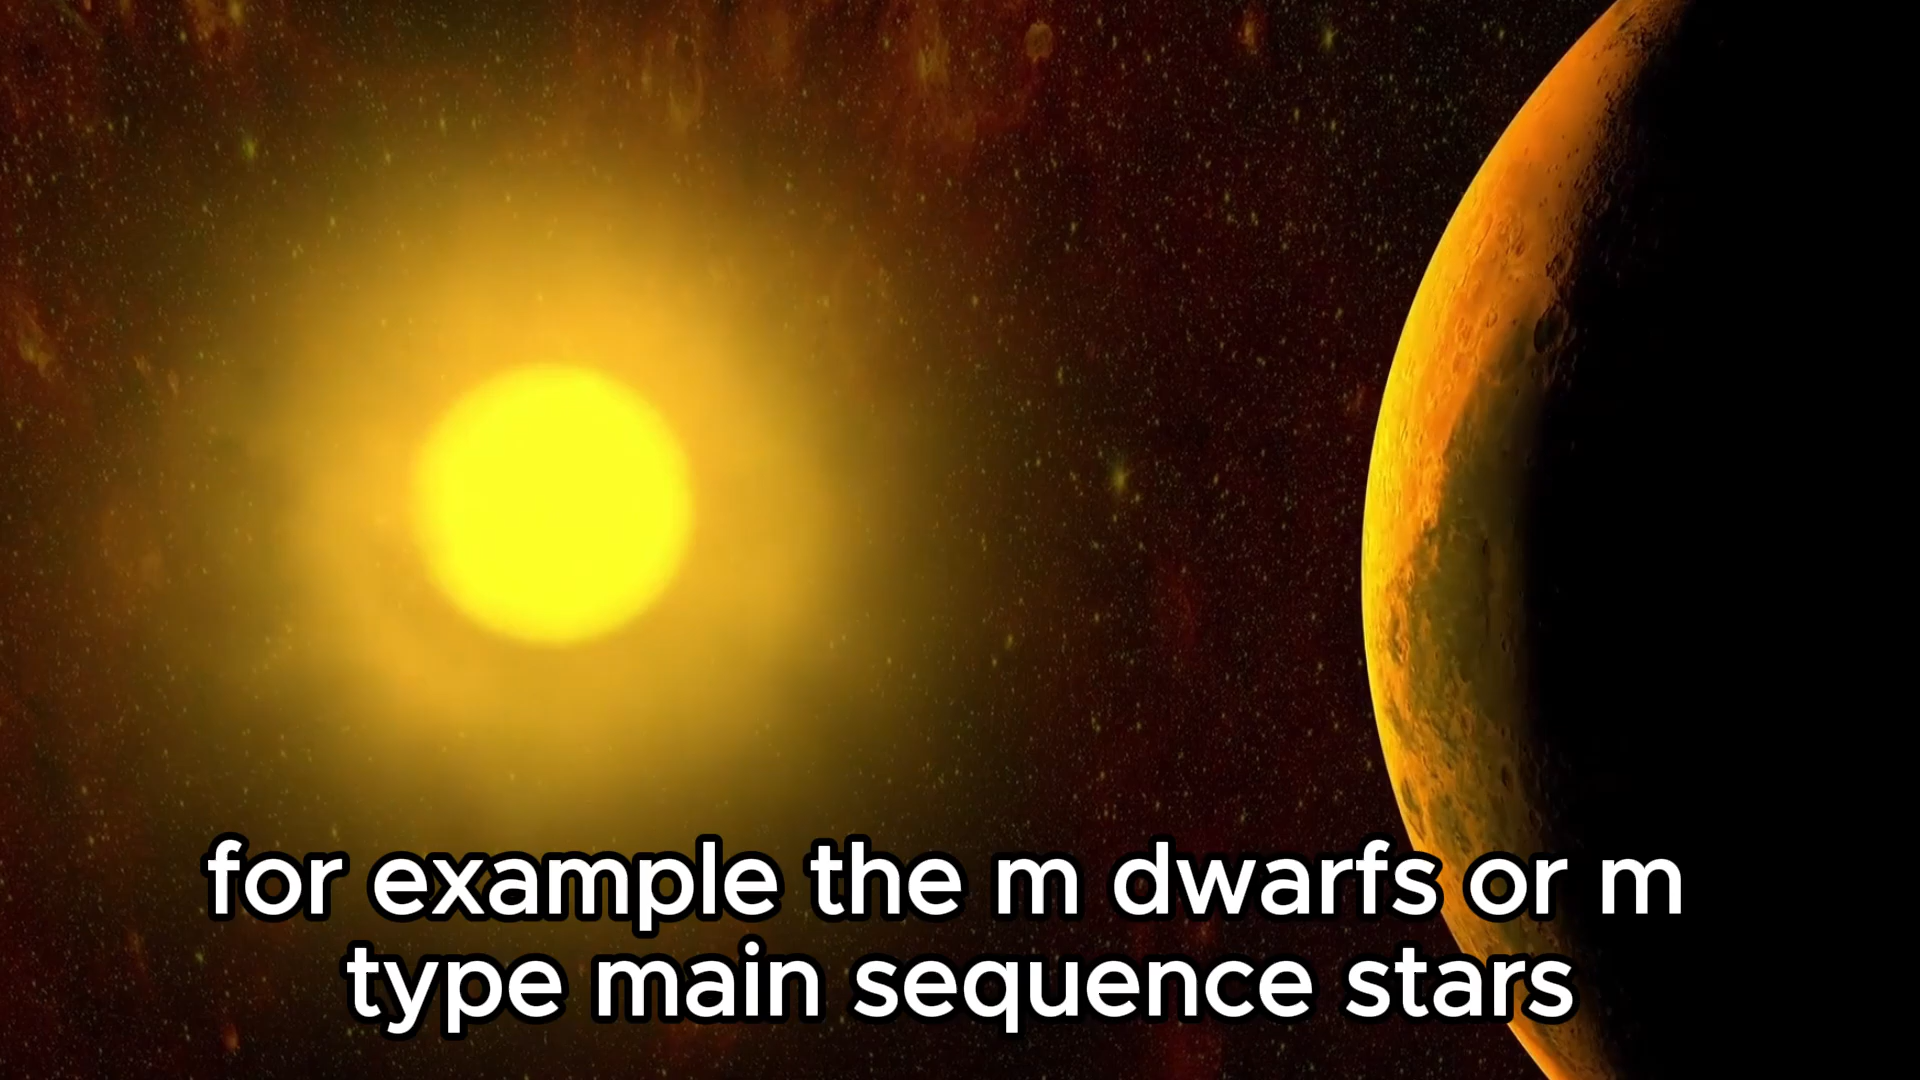 for example the m dwarfs or m
type main sequence stars